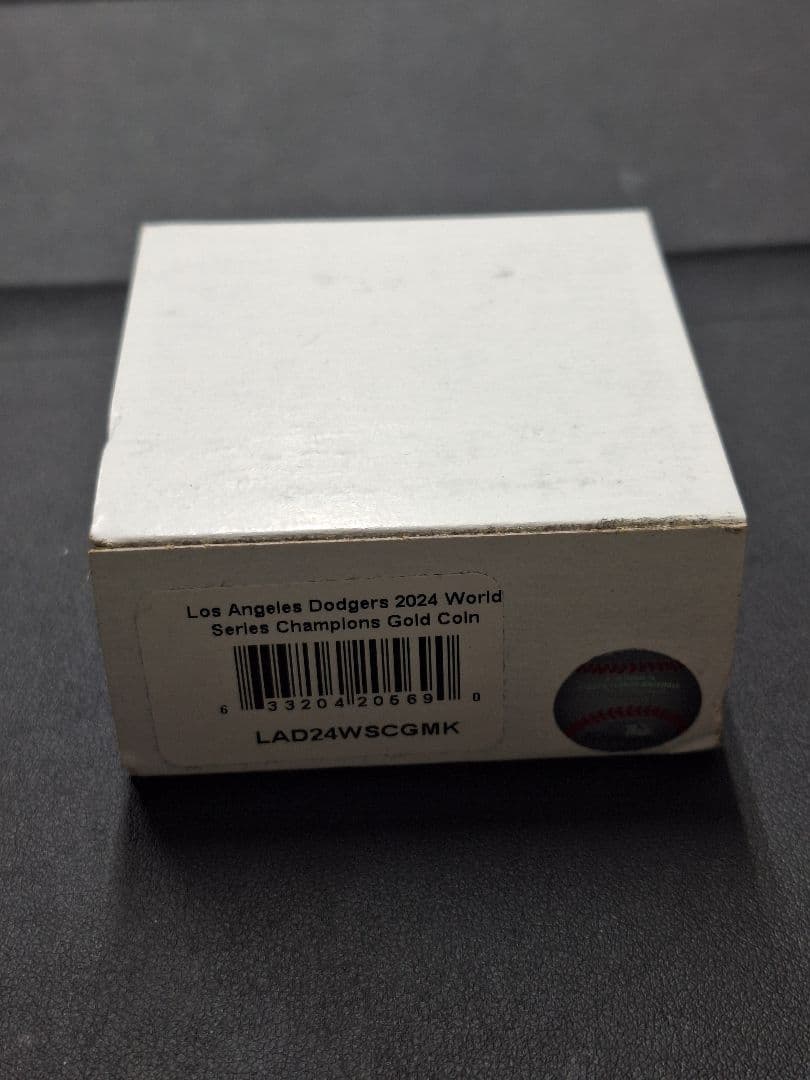 Los Angeles Dodgers 2024 World
Series Champions Gold Coin
6 33204 20569 0
LAD24WSCGMK